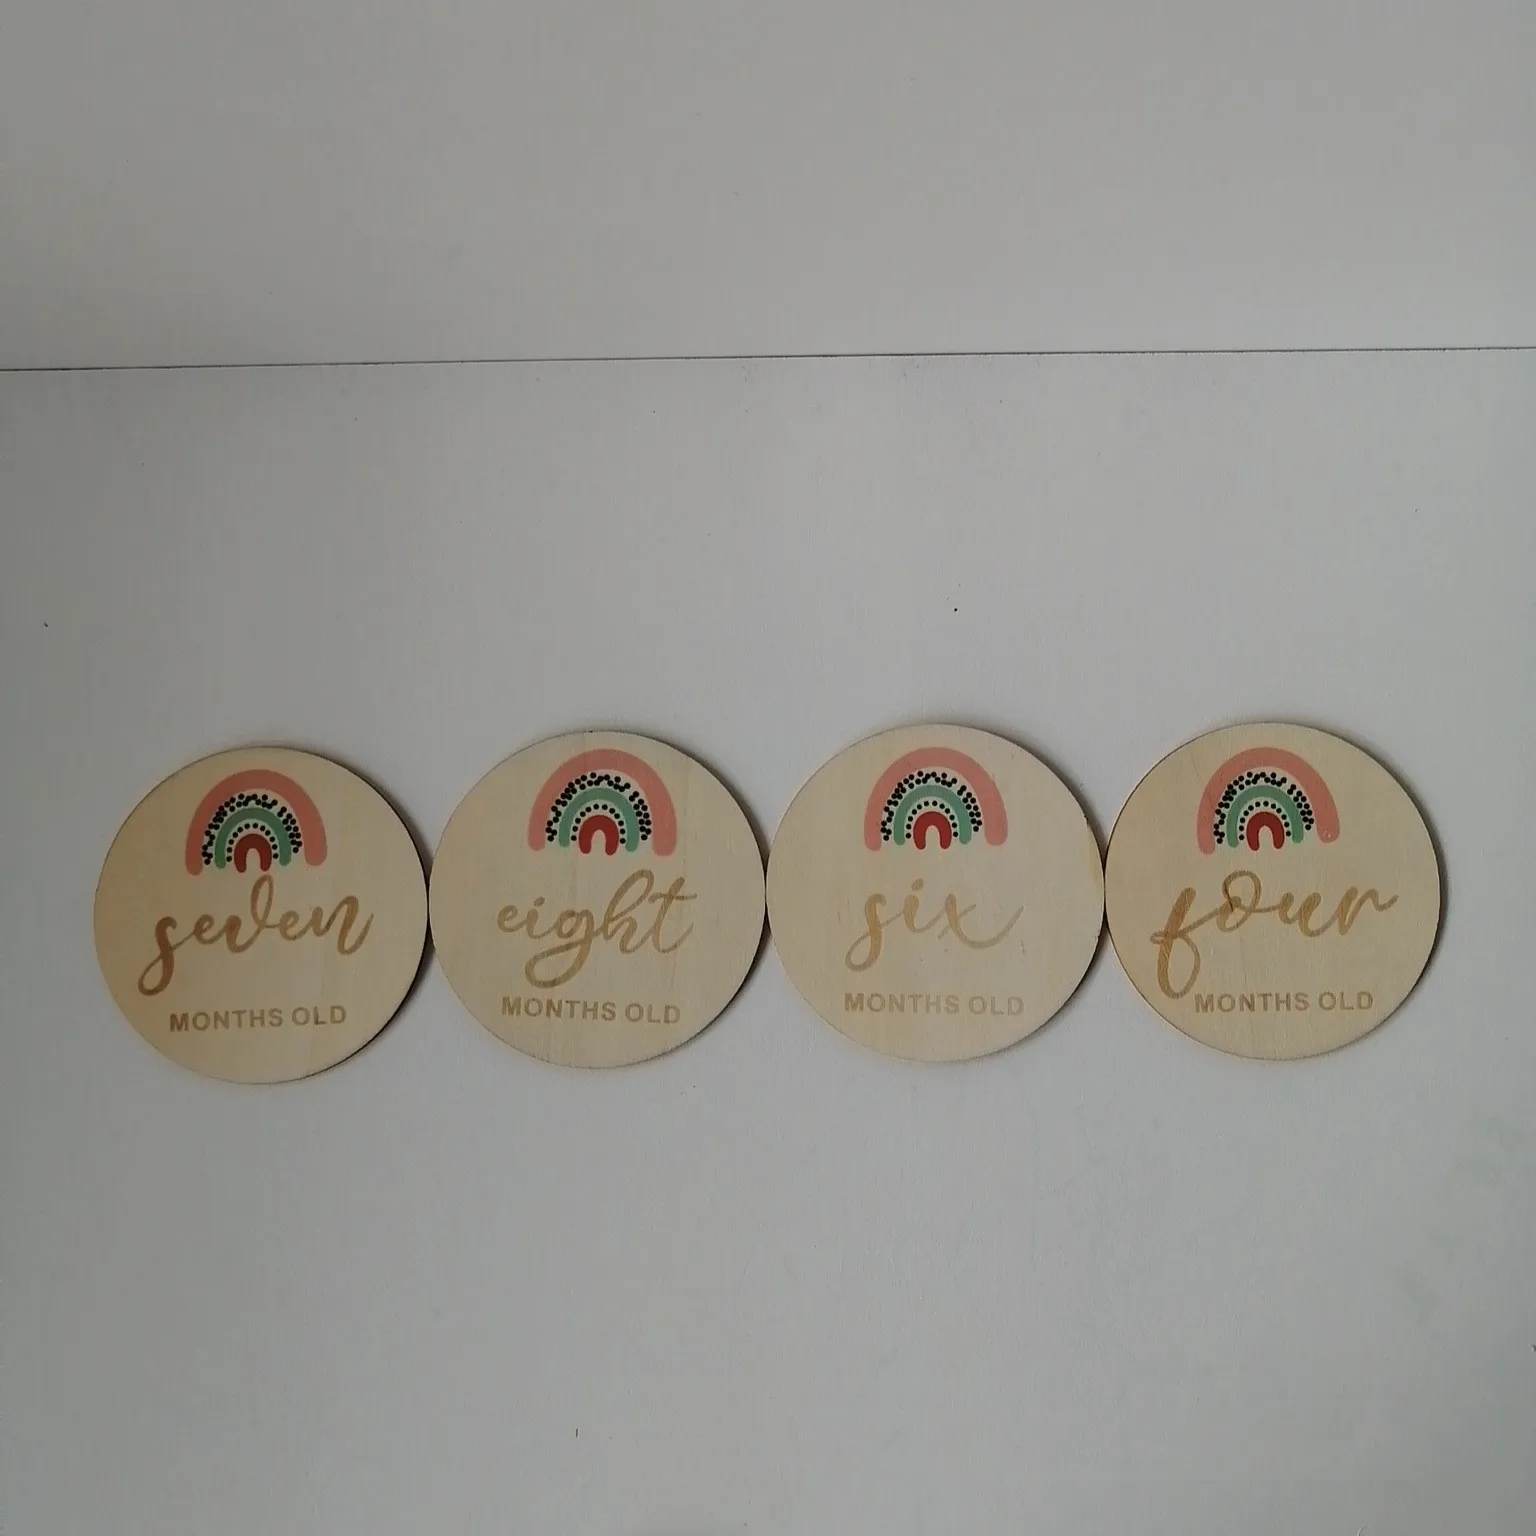 seven
MONTHS OLD
eight
MONTHS OLD
six
MONTHS OLD
four
MONTHS OLD